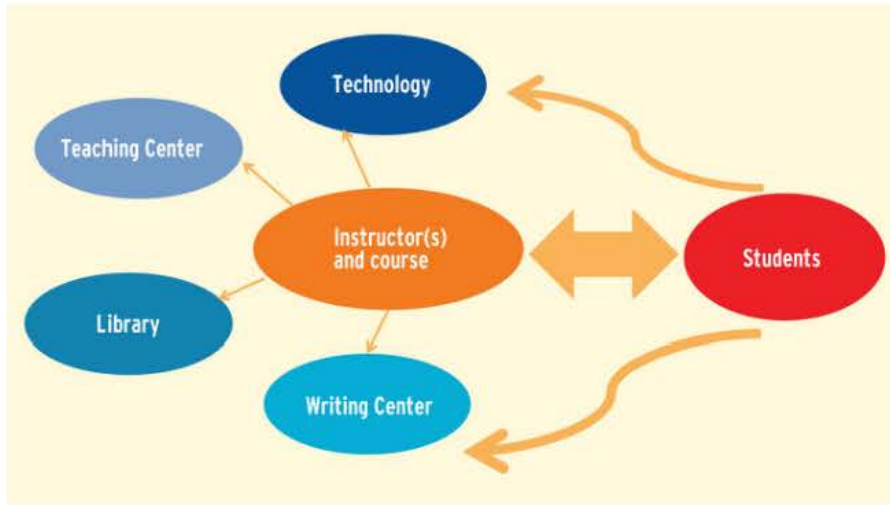 Technology
Teaching Center
Instructor(s)
and course
Students
Library
Writing Center